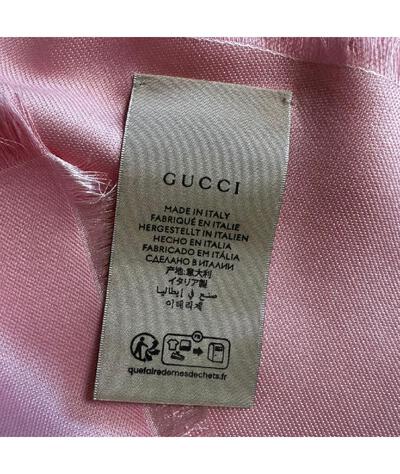 GUCCI
MADE IN ITALY
FABRIQUÉ EN ITALIE
HERGESTELLT IN ITALIEN
HECHO EN ITALIA
FABRICADO EM ITÁLIA
СДЕЛАНО В ИТАЛИИ
产地:意大利
イタリア製
صنع في إيطاليا
이태리제
FR
quefairedemesdechets.fr